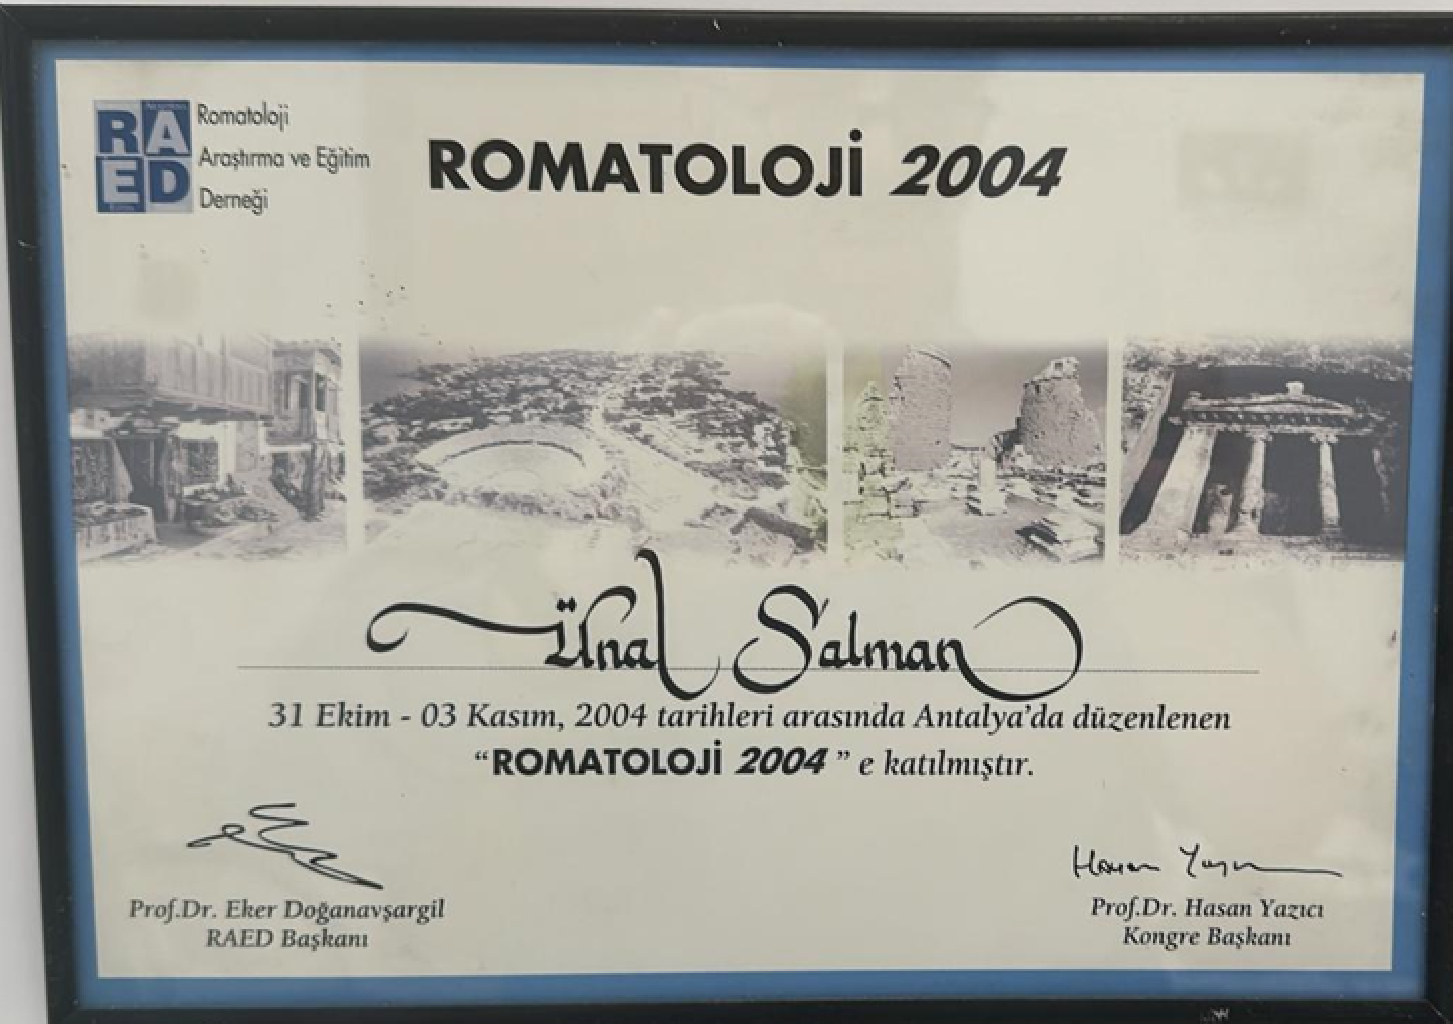 RAED
Romatoloji
Araştırma ve Eğitim
Derneği
ROMATOLOJİ 2004
Ünal Salman
31 Ekim - 03 Kasım, 2004 tarihleri arasında Antalya'da düzenlenen
“ROMATOLOJİ 2004 ” e katılmıştır.
Hasan Yazıcı
Prof.Dr. Eker Doğanavşargil
RAED Başkanı
Prof.Dr. Hasan Yazıcı
Kongre Başkanı